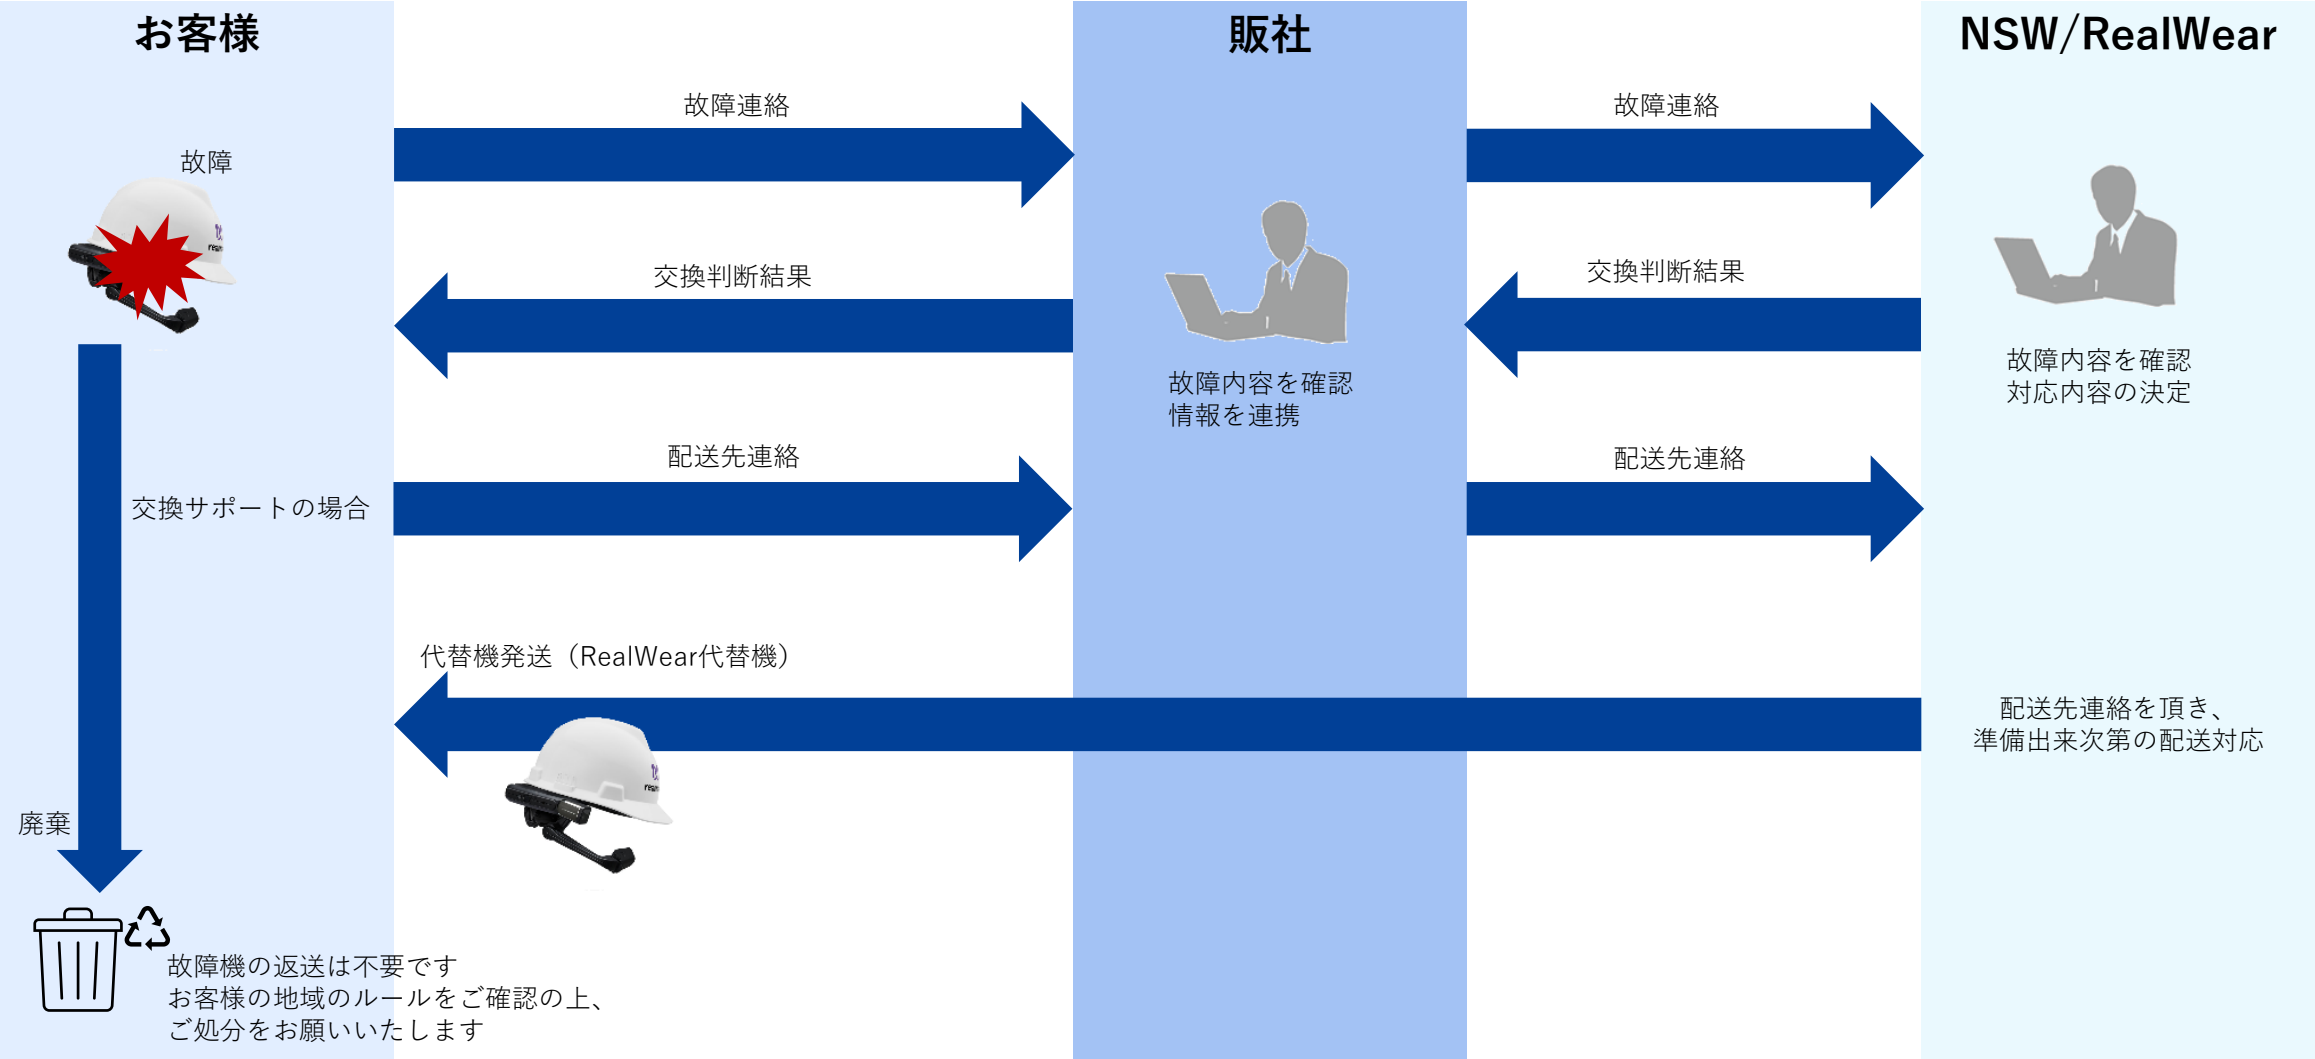 お客様
販社
NSW/RealWear
故障連絡
故障連絡
故障
交換判断結果
交換判断結果
故障内容を確認
対応内容の決定
故障内容を確認
情報を連携
配送先連絡
配送先連絡
交換サポートの場合
代替機発送（RealWear代替機）
配送先連絡を頂き、
準備出来次第の配送対応
廃棄
故障機の返送は不要です
お客様の地域のルールをご確認の上、
ご処分をお願いいたします